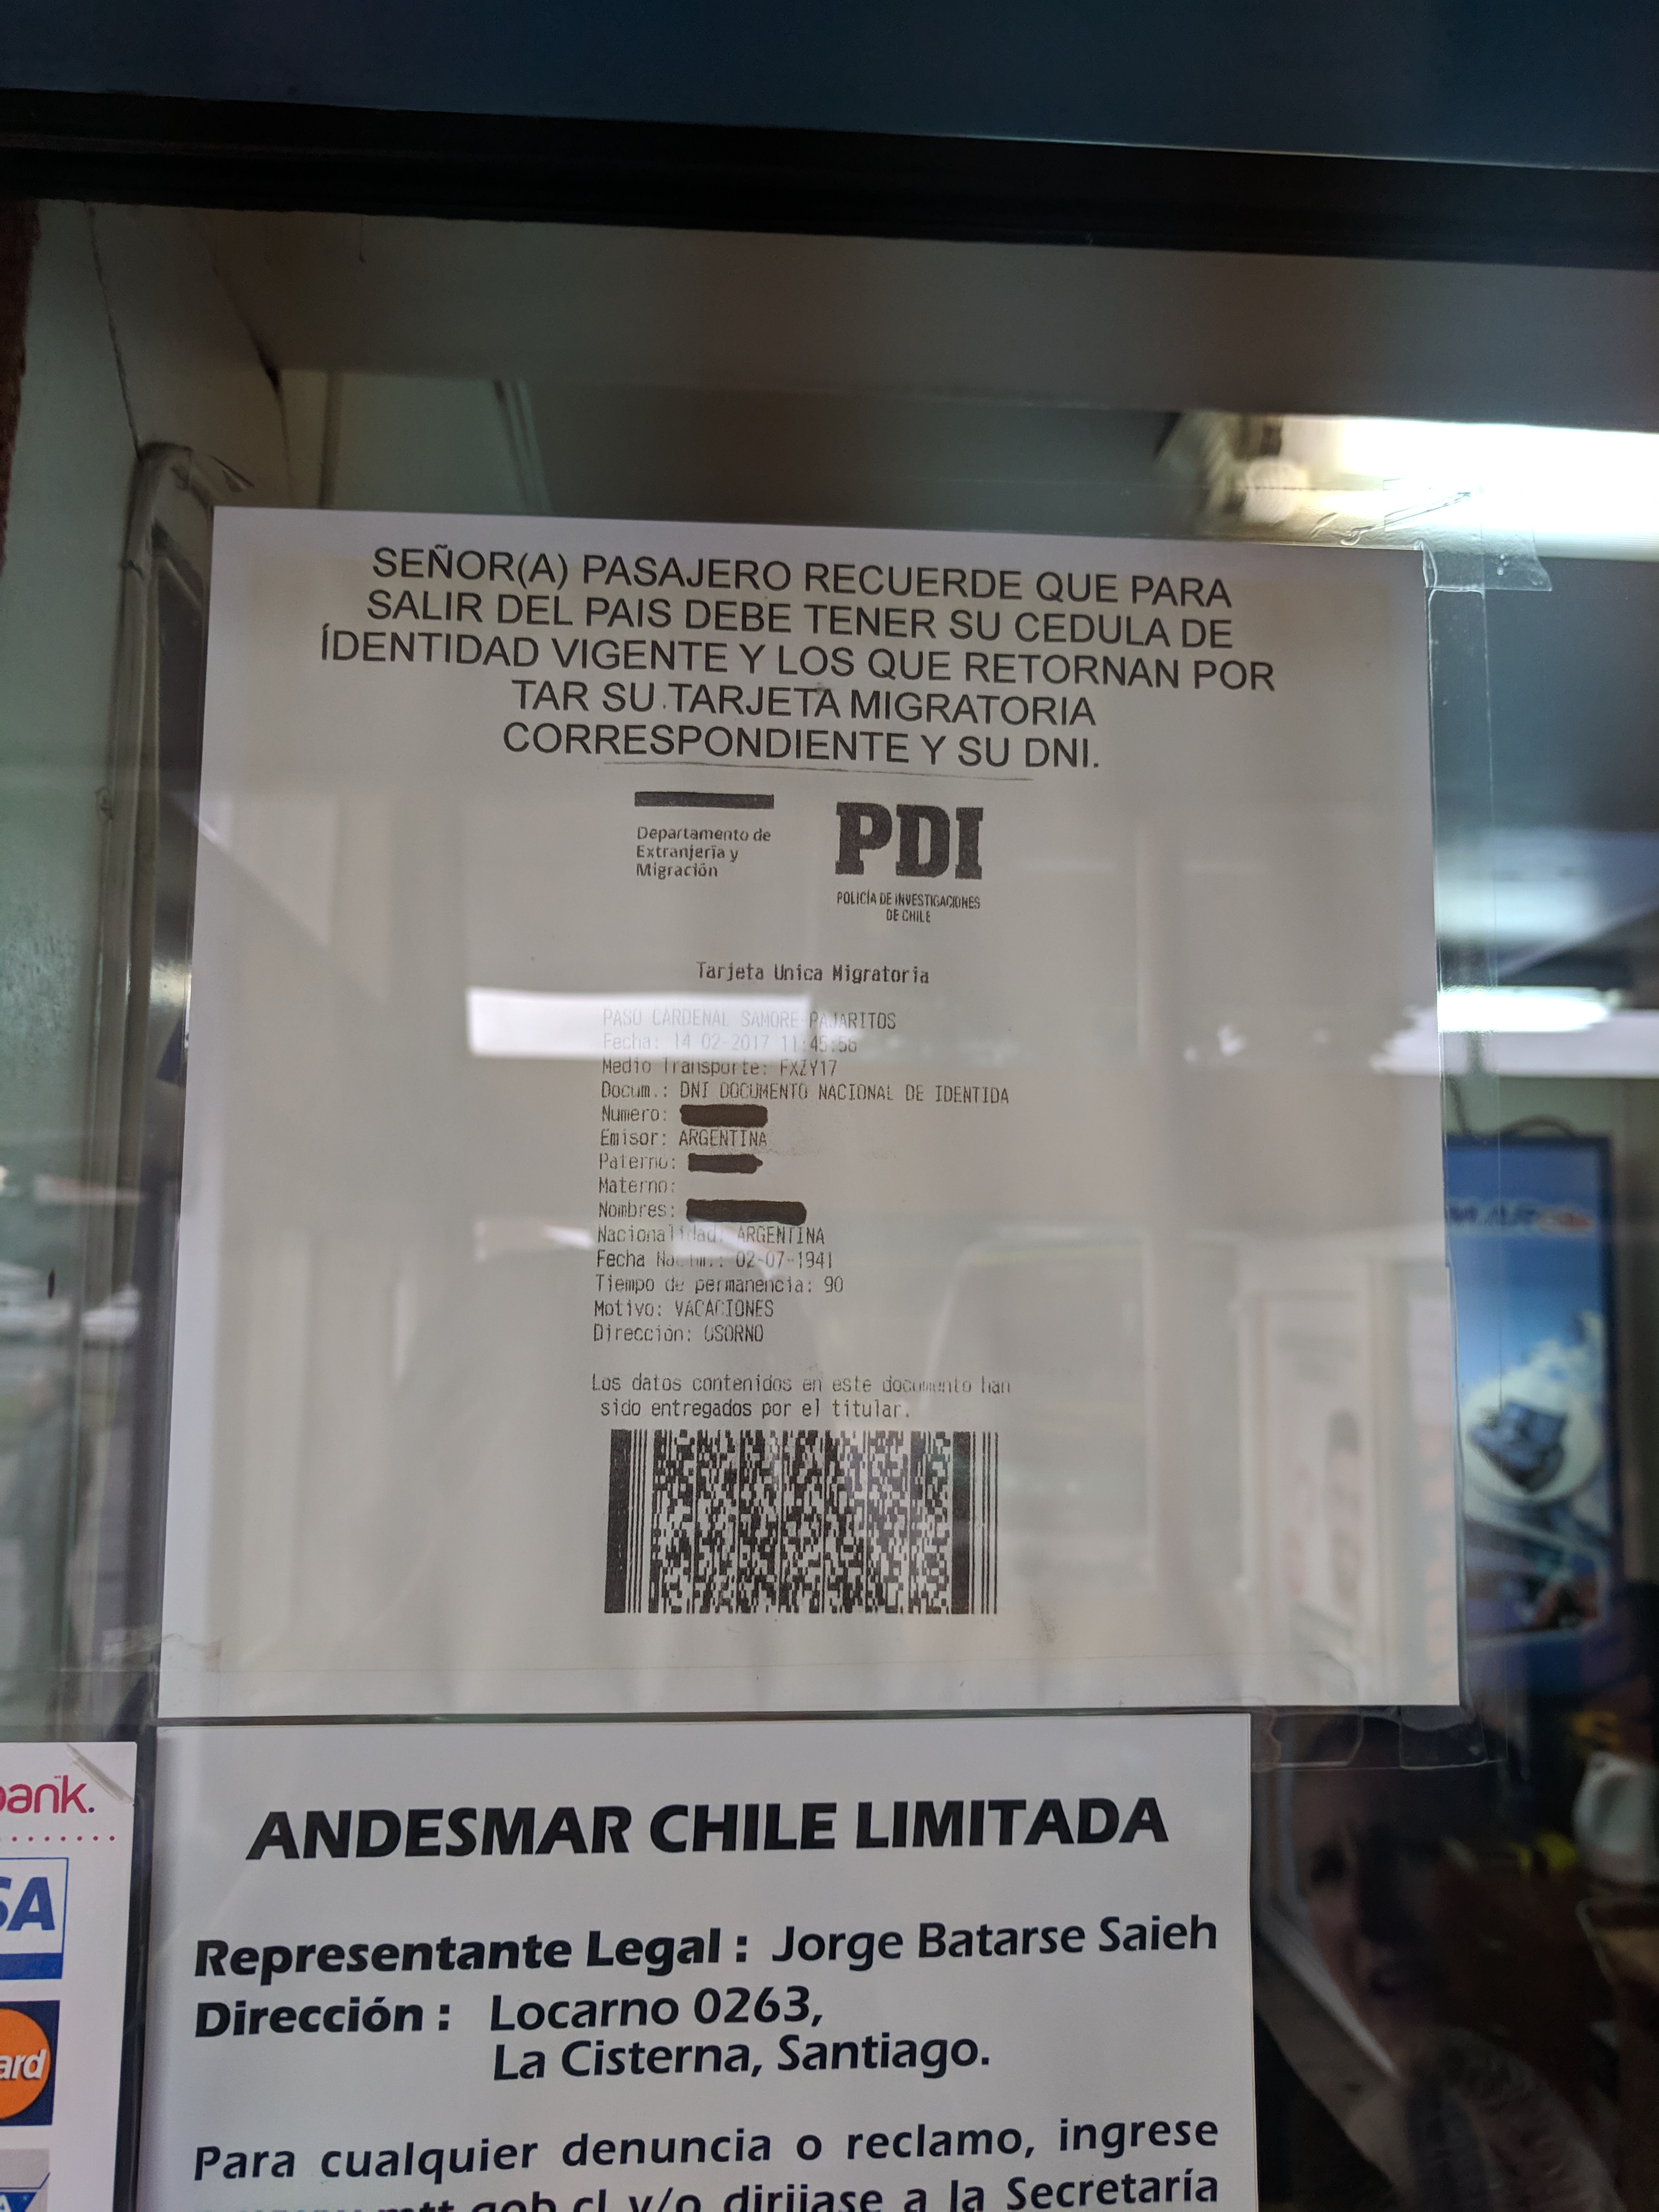 SEÑOR(A) PASAJERO RECUERDE QUE PARA
SALIR DEL PAIS DEBE TENER SU CEDULA DE
ÍDENTIDAD VIGENTE Y LOS QUE RETORNAN POR
TAR SU TARJETA MIGRATORIA
CORRESPONDIENTE Y SU DNI.
Departamento de
Extranjería y
Migración
PDI
POLICÍA DE INVESTIGACIONES
DE CHILE
Tarjeta Unica Migratoria
PASO CARDENAL SAMORE PAJARITOS
Fecha: 14-02-2017 11:45:56
Medio Transporte: FXZY17
Docum.: DNI DOCUMENTO NACIONAL DE IDENTIDA
Numero:
Emisor: ARGENTINA
Paterno:
Materno:
Nombres:
Nacionalidad: ARGENTINA
Fecha Nacim.: 02-07-1941
Tiempo de permanencia: 90
Motivo: VACACIONES
Dirección: OSORNO
Los datos contenidos en este documento han
sido entregados por el titular.
ANDESMAR CHILE LIMITADA
Representante Legal : Jorge Batarse Saieh
Dirección : Locarno 0263,
La Cisterna, Santiago.
Para cualquier denuncia o reclamo, ingrese
gob.cl y/o diríjase a la Secretaría
bank.
SA
ard